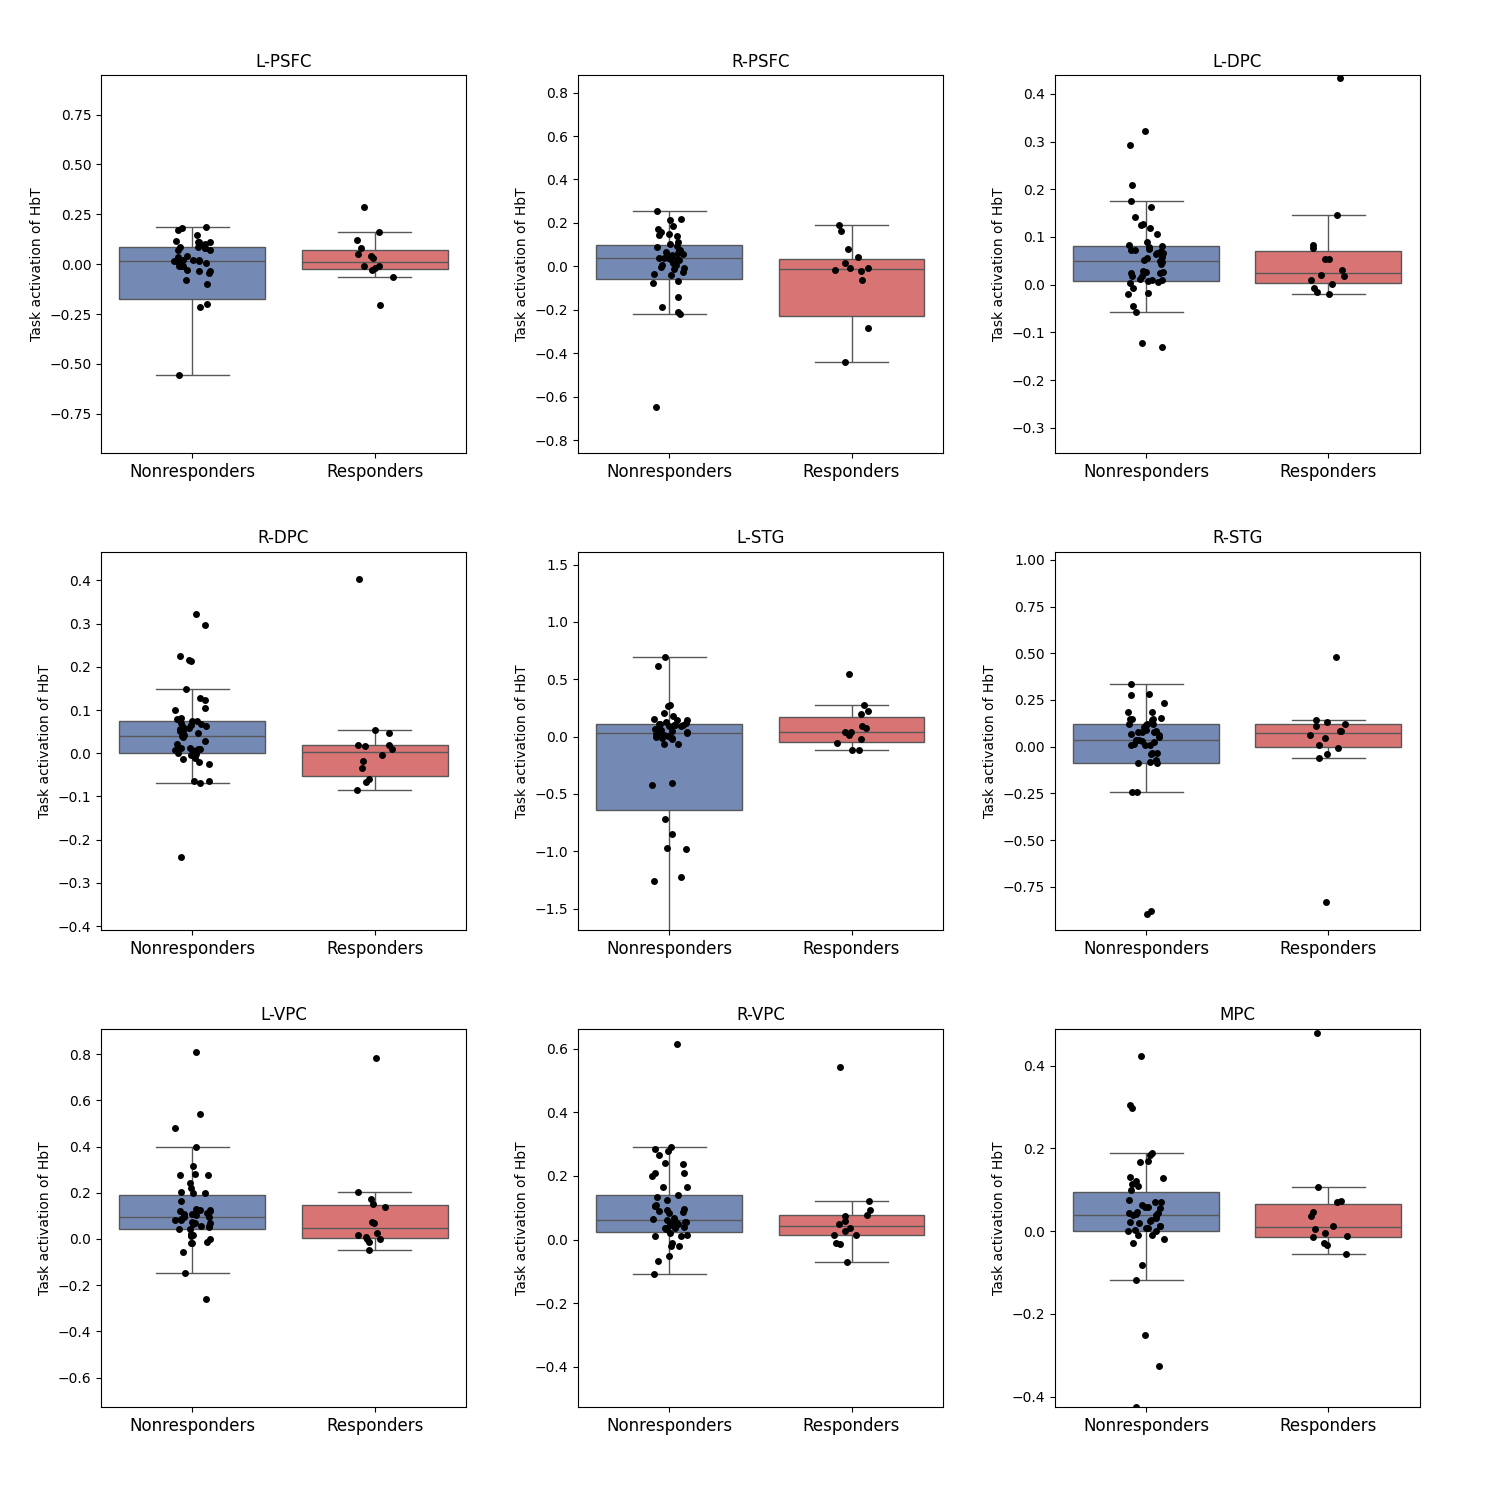 L-PSFC
R-PSFC
L-DPC
Task activation of HbT
0.75
0.50
0.25
0.00
−0.25
−0.50
−0.75
Nonresponders
Responders
Task activation of HbT
0.8
0.6
0.4
0.2
0.0
−0.2
−0.4
−0.6
−0.8
Nonresponders
Responders
Task activation of HbT
0.4
0.3
0.2
0.1
0.0
−0.1
−0.2
−0.3
Nonresponders
Responders
R-DPC
L-STG
R-STG
Task activation of HbT
0.4
0.3
0.2
0.1
0.0
−0.1
−0.2
−0.3
−0.4
Nonresponders
Responders
Task activation of HbT
1.5
1.0
0.5
0.0
−0.5
−1.0
−1.5
Nonresponders
Responders
Task activation of HbT
1.00
0.75
0.50
0.25
0.00
−0.25
−0.50
−0.75
Nonresponders
Responders
L-VPC
R-VPC
MPC
Task activation of HbT
0.8
0.6
0.4
0.2
0.0
−0.2
−0.4
−0.6
Nonresponders
Responders
Task activation of HbT
0.6
0.4
0.2
0.0
−0.2
−0.4
Nonresponders
Responders
Task activation of HbT
0.4
0.2
0.0
−0.2
−0.4
Nonresponders
Responders